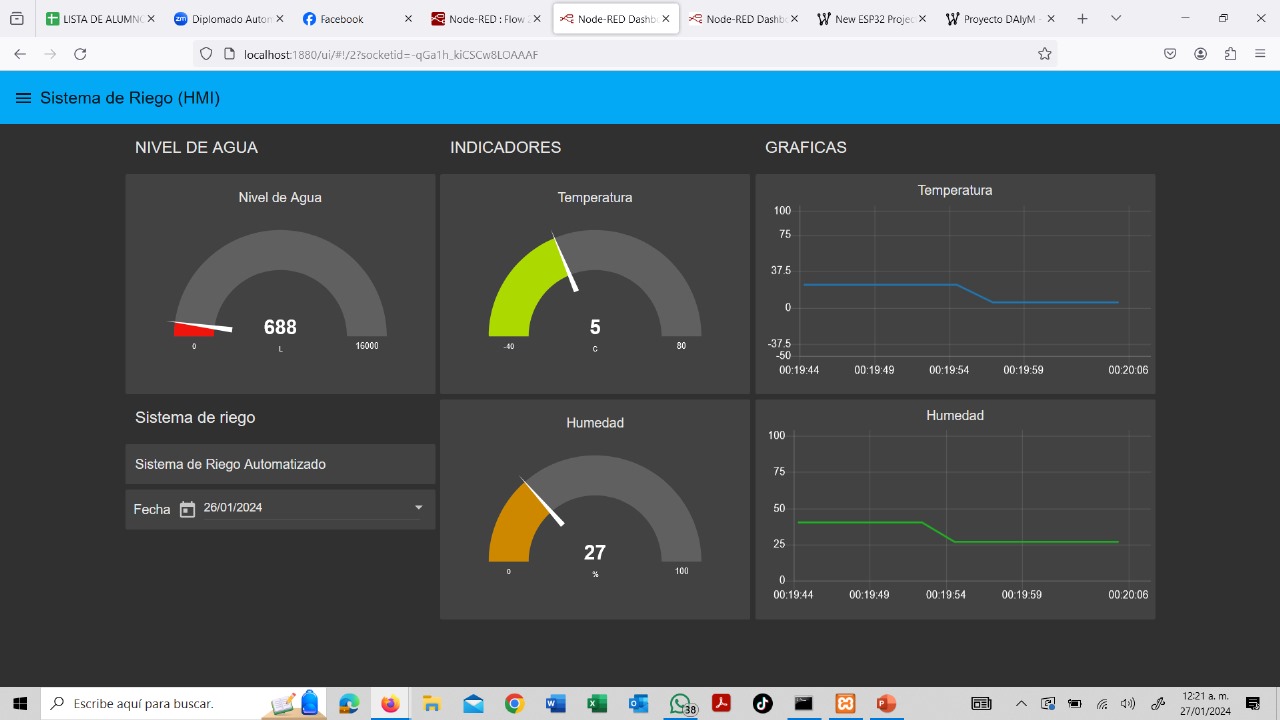 LISTA DE ALUMNO
Diplomado Auton
Facebook
Node-RED : Flow
Node-RED Dashb
Node-RED Dashb
New ESP32 Projec
Proyecto DAIyM -
localhost:1880/ui/#!/2?socketid=-qGa1h_kiCSCw8LOAAAF
Sistema de Riego (HMI)
NIVEL DE AGUA
Nivel de Agua
688
L
0
16000
Sistema de riego
Sistema de Riego Automatizado
Fecha
26/01/2024
INDICADORES
Temperatura
5
C
-40
80
Humedad
27
%
0
100
GRAFICAS
Temperatura
100
75
37.5
0
-37.5
-50
00:19:44
00:19:49
00:19:54
00:19:59
00:20:06
Humedad
100
75
50
25
0
00:19:44
00:19:49
00:19:54
00:19:59
00:20:06
Escribe aquí para buscar.
38
12:21 a. m.
27/01/2024